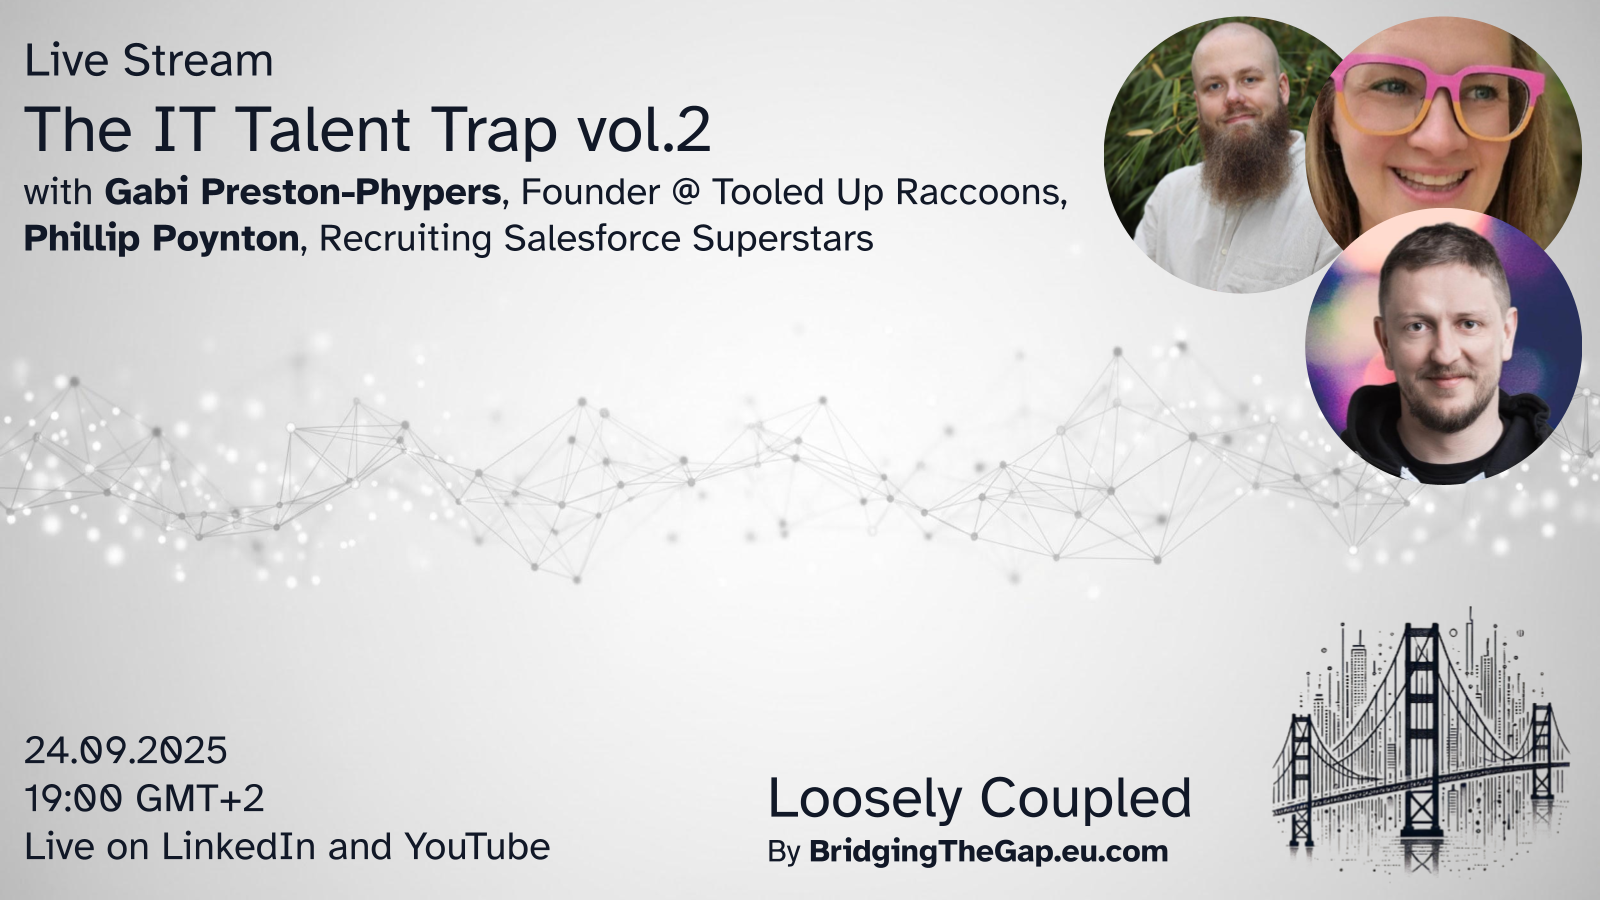 Live Stream
The IT Talent Trap vol.2
with Gabi Preston-Phypers, Founder @ Tooled Up Raccoons,
Phillip Poynton, Recruiting Salesforce Superstars
24.09.2025
19:00 GMT+2
Live on LinkedIn and YouTube
Loosely Coupled
By BridgingTheGap.eu.com